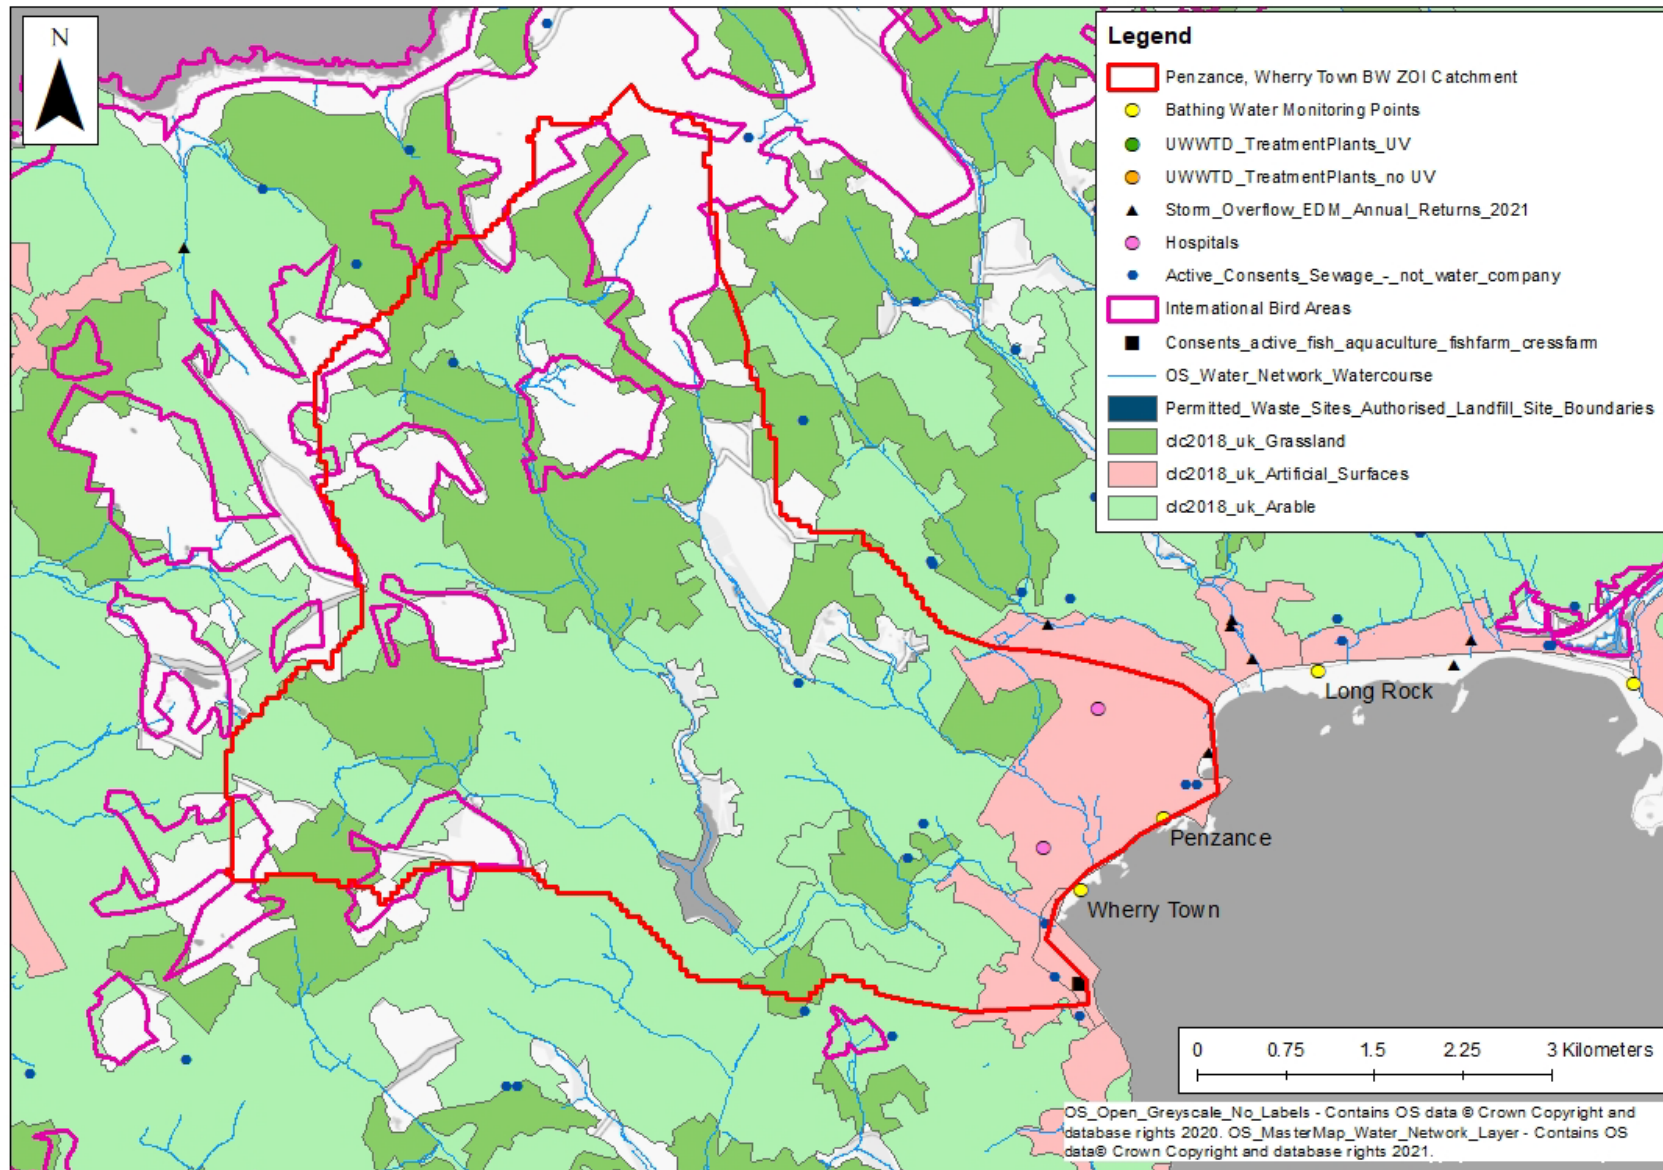 N
Legend
Penzance, Wherry Town BW ZOI Catchment
Bathing Water Monitoring Points
UWWTD_TreatmentPlants_UV
UWWTD_TreatmentPlants_no UV
Storm_Overflow_EDM_Annual_Returns_2021
Hospitals
Active_Consents_Sewage_-_not_water_company
International Bird Areas
Consents_active_fish_aquaculture_fishfarm_cressfarm
OS_Water_Network_Watercourse
Permitted_Waste_Sites_Authorised_Landfill_Site_Boundaries
clc2018_uk_Grassland
clc2018_uk_Artificial_Surfaces
clc2018_uk_Arable
Long Rock
Penzance
Wherry Town
0 0.75 1.5 2.25 3 Kilometers
OS_Open_Greyscale_No_Labels - Contains OS data © Crown Copyright and
database rights 2020. OS_MasterMap_Water_Network_Layer - Contains OS
data© Crown Copyright and database rights 2021.